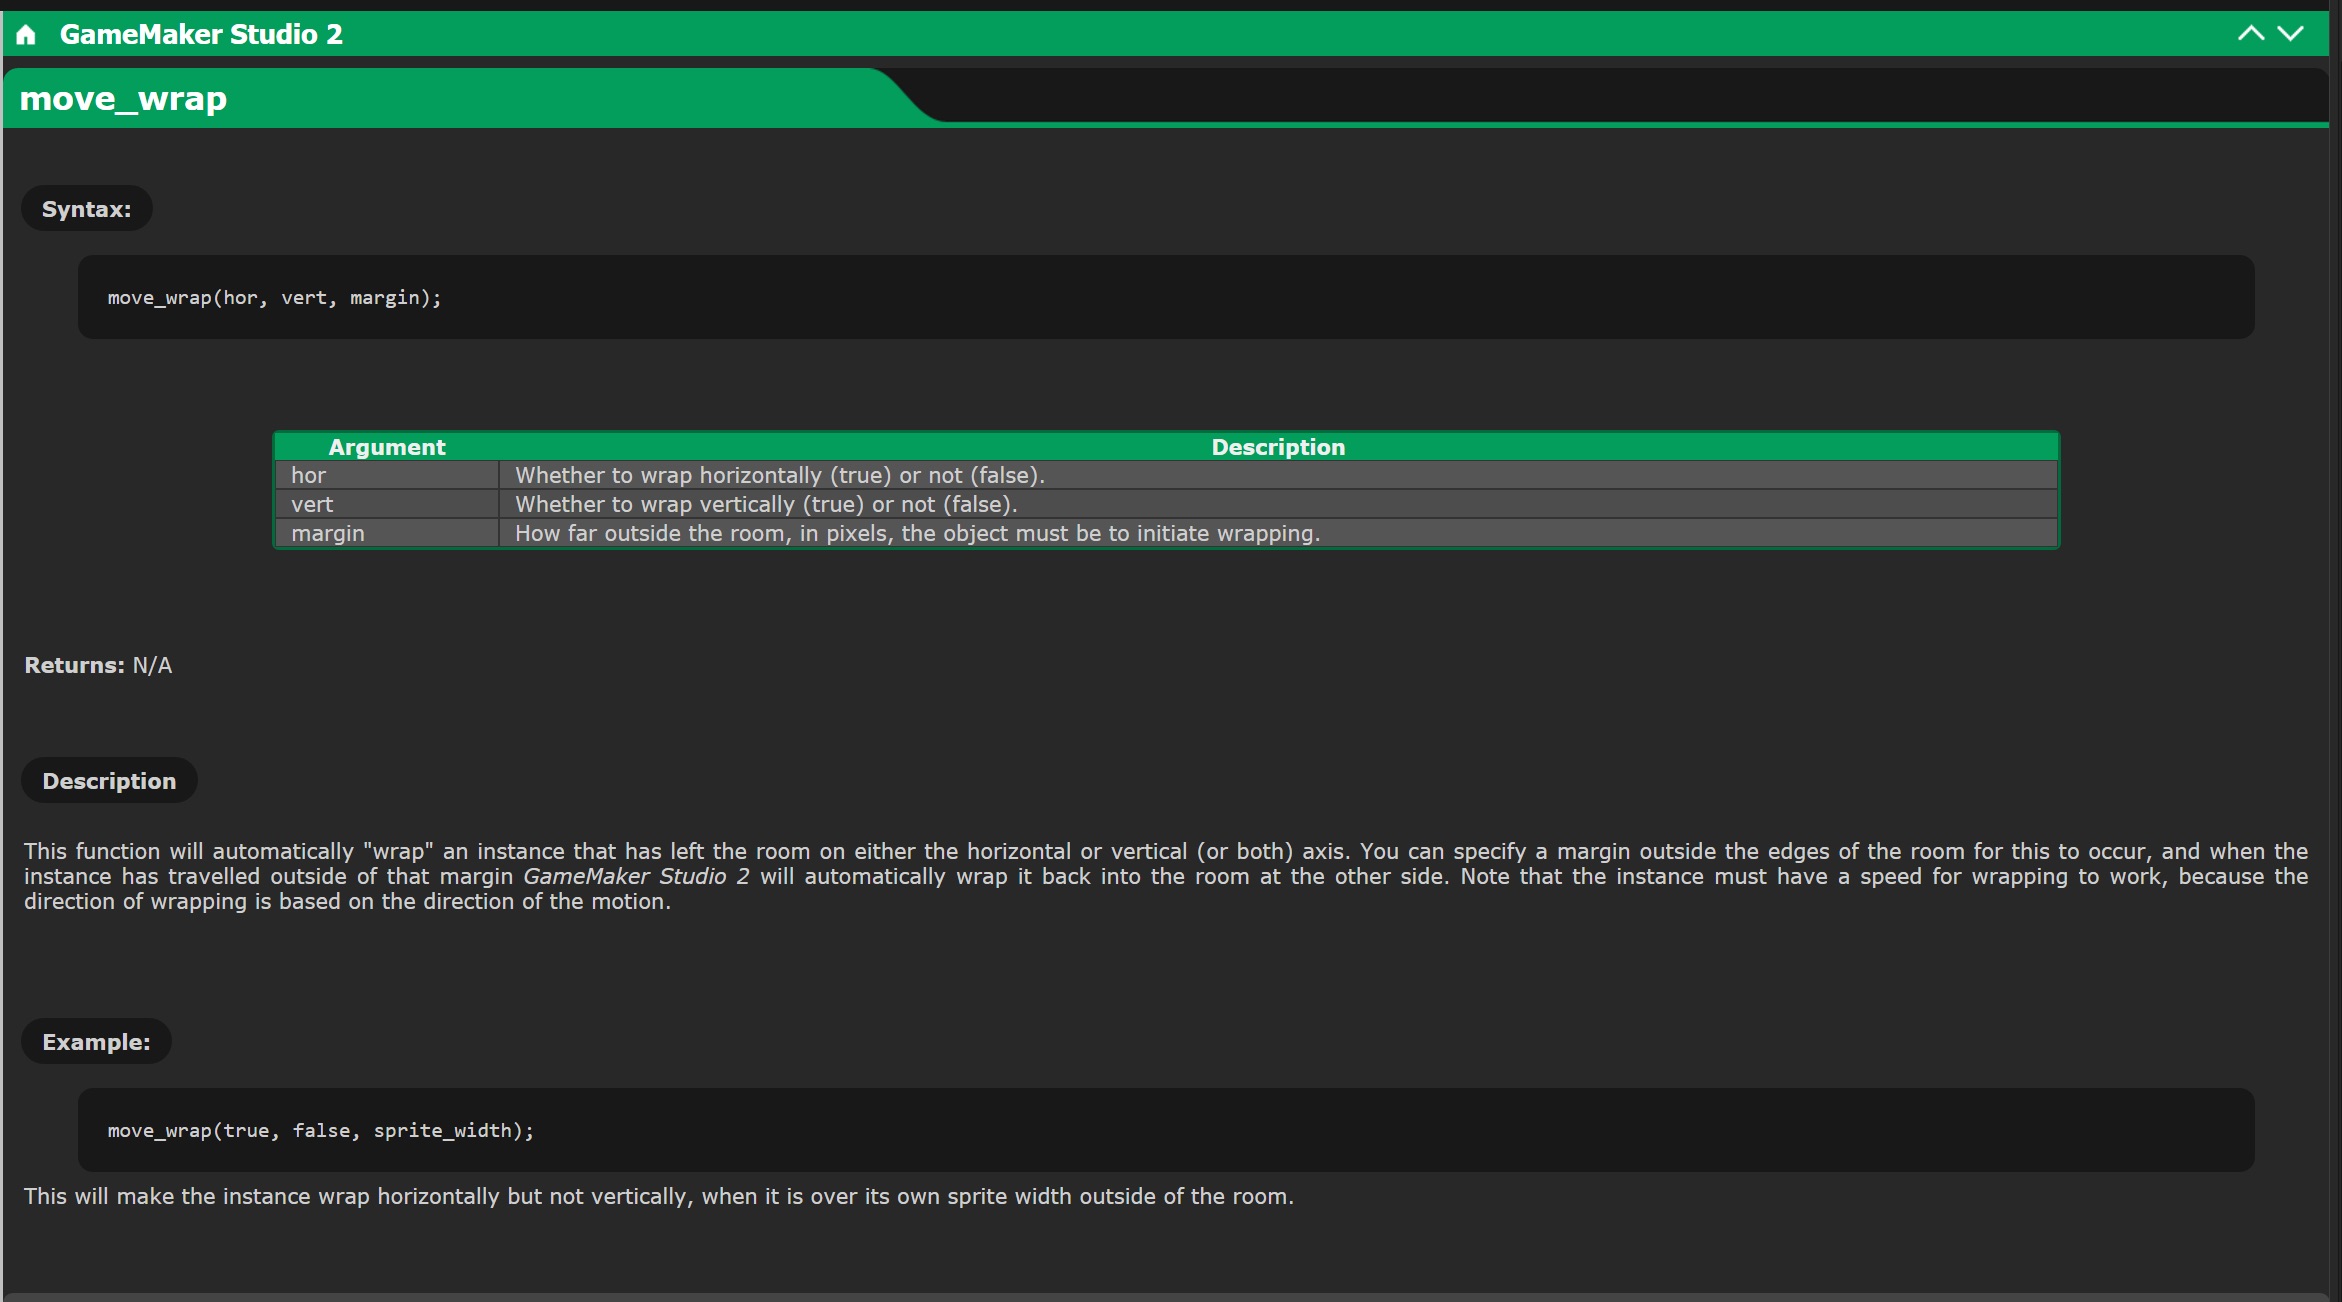 GameMaker Studio 2
move_wrap
Syntax:
move_wrap(hor, vert, margin);
Argument Description
hor Whether to wrap horizontally (true) or not (false).
vert Whether to wrap vertically (true) or not (false).
margin How far outside the room, in pixels, the object must be to initiate wrapping.
Returns: N/A
Description
This function will automatically "wrap" an instance that has left the room on either the horizontal or vertical (or both) axis. You can specify a margin outside the edges of the room for this to occur, and when the
instance has travelled outside of that margin GameMaker Studio 2 will automatically wrap it back into the room at the other side. Note that the instance must have a speed for wrapping to work, because the
direction of wrapping is based on the direction of the motion.
Example:
move_wrap(true, false, sprite_width);
This will make the instance wrap horizontally but not vertically, when it is over its own sprite width outside of the room.